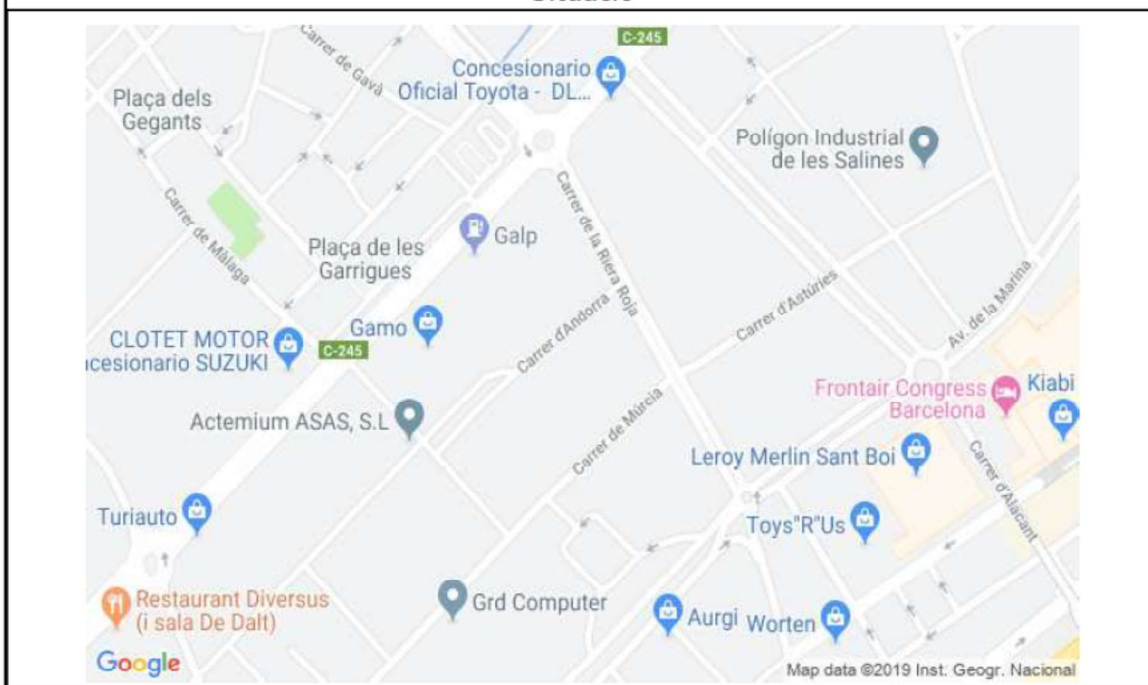 C-245
Carrer de Gavà
Concesionario
Oficial Toyota - DL...
Plaça dels
Gegants
Polígon Industrial
de les Salines
Carrer de Màlaga
Carrer de la Riera Roja
Galp
Plaça de les
Garrigues
Carrer d'Andorra
Carrer d'Astúries
Av. de la Marina
Gamo
CLOTET MOTOR
ncesionario SUZUKI
C-245
Frontair Congress
Barcelona
Kiabi
Actemium ASAS, S.L
Carrer de Múrcia
Leroy Merlin Sant Boi
Carrer d'Alacant
Turiauto
Toys"R"Us
Restaurant Diversus
(i sala De Dalt)
Grd Computer
Aurgi
Worten
Google
Map data ©2019 Inst. Geogr. Nacional